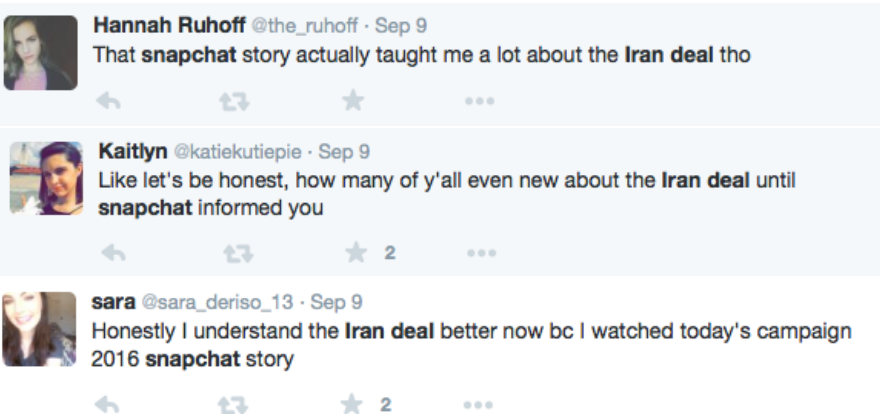 Hannah Ruhoff @the_ruhoff · Sep 9
That snapchat story actually taught me a lot about the Iran deal tho
Kaitlyn @katiekutiepie · Sep 9
Like let's be honest, how many of y'all even new about the Iran deal until
snapchat informed you
2
sara @sara_deriso_13 · Sep 9
Honestly I understand the Iran deal better now bc I watched today's campaign
2016 snapchat story
2